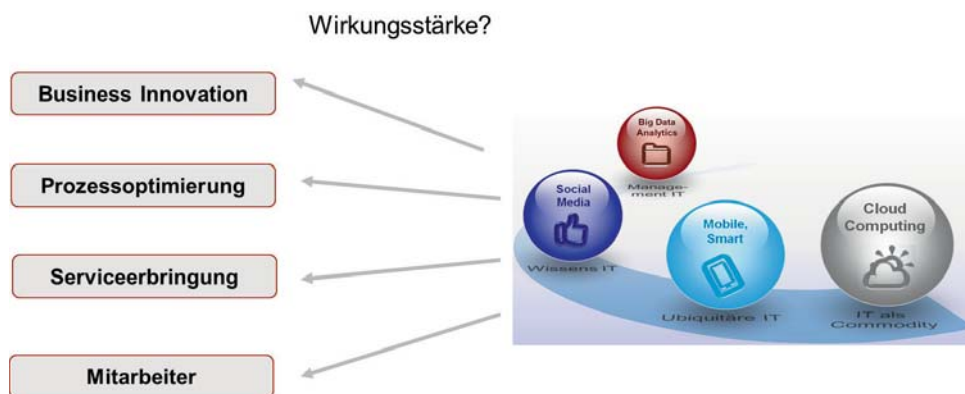 Wirkungsstärke?
Business Innovation
Prozessoptimierung
Serviceerbringung
Mitarbeiter
Big Data
Analytics
Manage-
ment IT
Social
Media
Wissens IT
Mobile,
Smart
Ubiquitäre IT
Cloud
Computing
IT als
Commodity